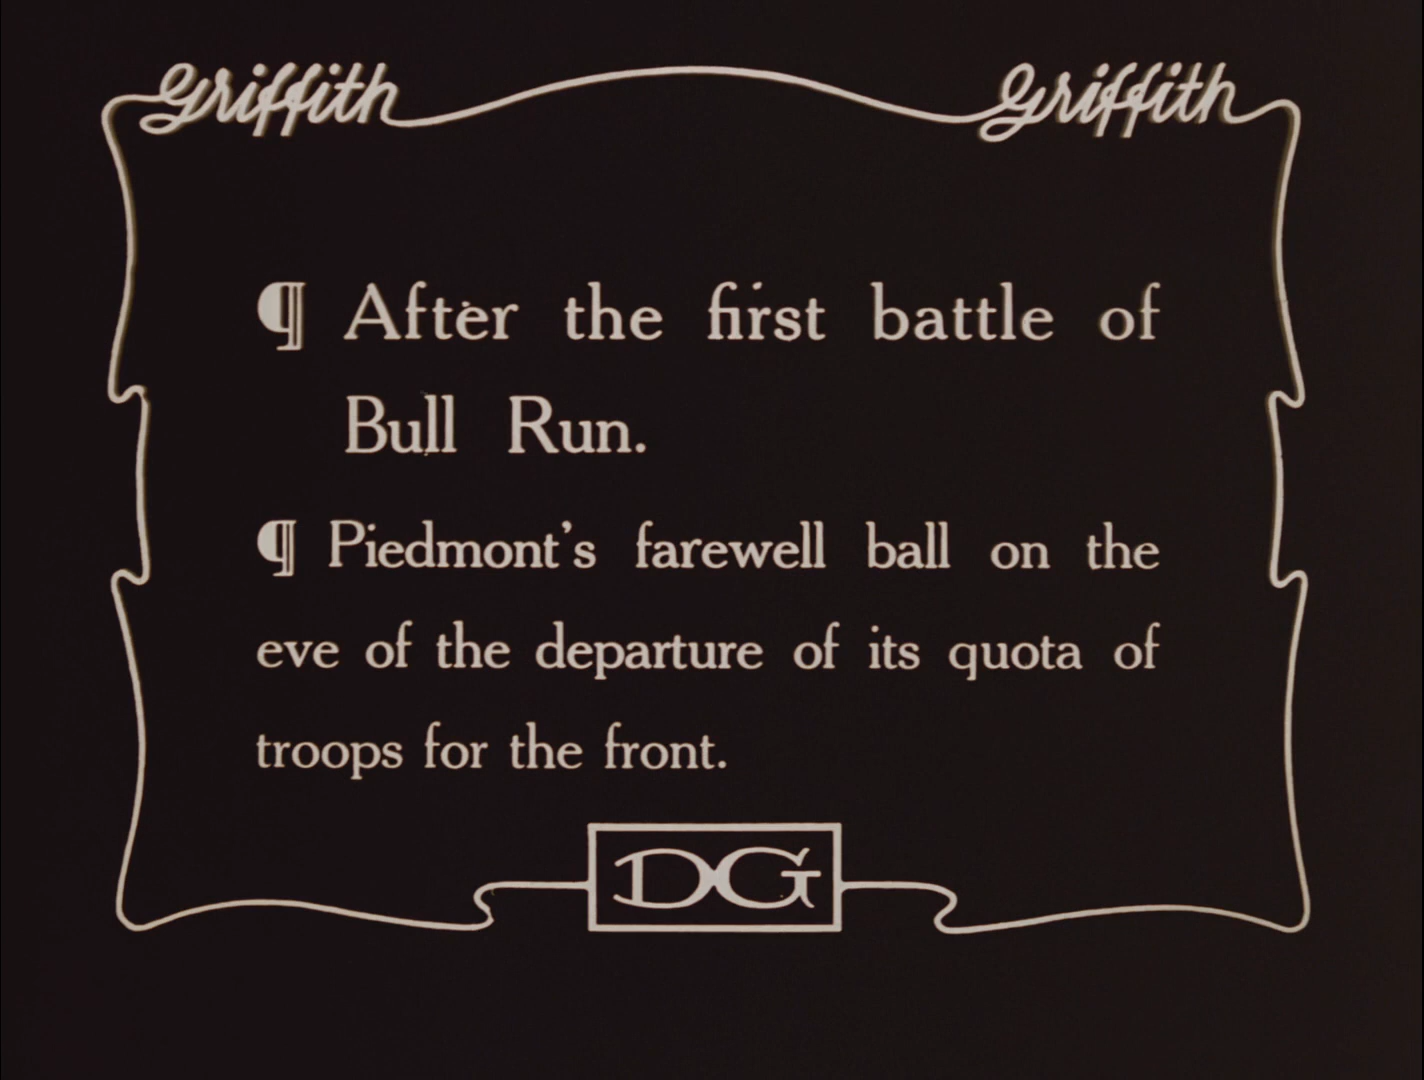 Griffith Griffith
¶ After the first battle of
Bull Run.
¶ Piedmont's farewell ball on the
eve of the departure of its quota of
troops for the front.
DG